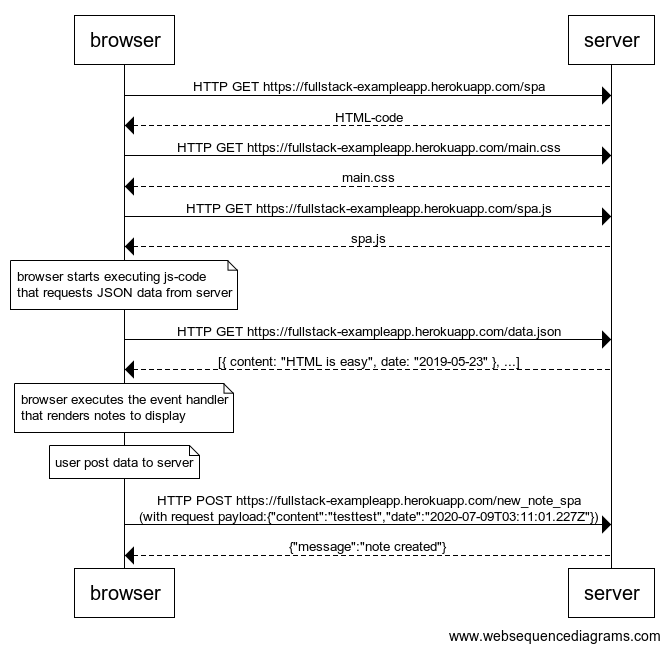 browser
server
HTTP GET https://fullstack-exampleapp.herokuapp.com/spa
HTML-code
HTTP GET https://fullstack-exampleapp.herokuapp.com/main.css
main.css
HTTP GET https://fullstack-exampleapp.herokuapp.com/spa.js
spa.js
browser starts executing js-code
that requests JSON data from server
HTTP GET https://fullstack-exampleapp.herokuapp.com/data.json
[{ content: "HTML is easy", date: "2019-05-23" }, ...]
browser executes the event handler
that renders notes to display
user post data to server
HTTP POST https://fullstack-exampleapp.herokuapp.com/new_note_spa
(with request payload:{"content":"testtest","date":"2020-07-09T03:11:01.227Z"})
{"message":"note created"}
browser
server
www.websequencediagrams.com